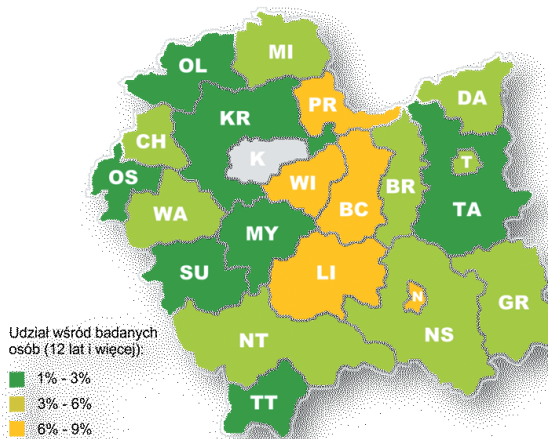 OL
MI
KR
PR
DA
CH
K
T
OS
WI
BR
WA
BC
TA
MY
SU
LI
N
GR
NT
NS
TT
Udział wśród badanych
osób (12 lat i więcej):
1% - 3%
3% - 6%
6% - 9%